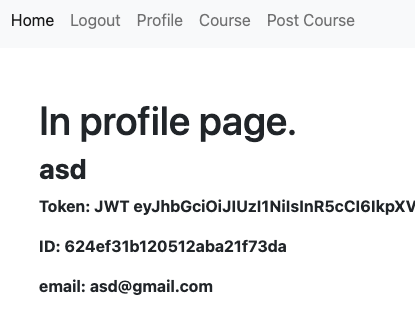 Home Logout Profile Course Post Course
In profile page.
asd
Token: JWT eyJhbGciOiJIUzI1NiIsInR5cCI6IkpXV
ID: 624ef31b120512aba21f73da
email: asd@gmail.com